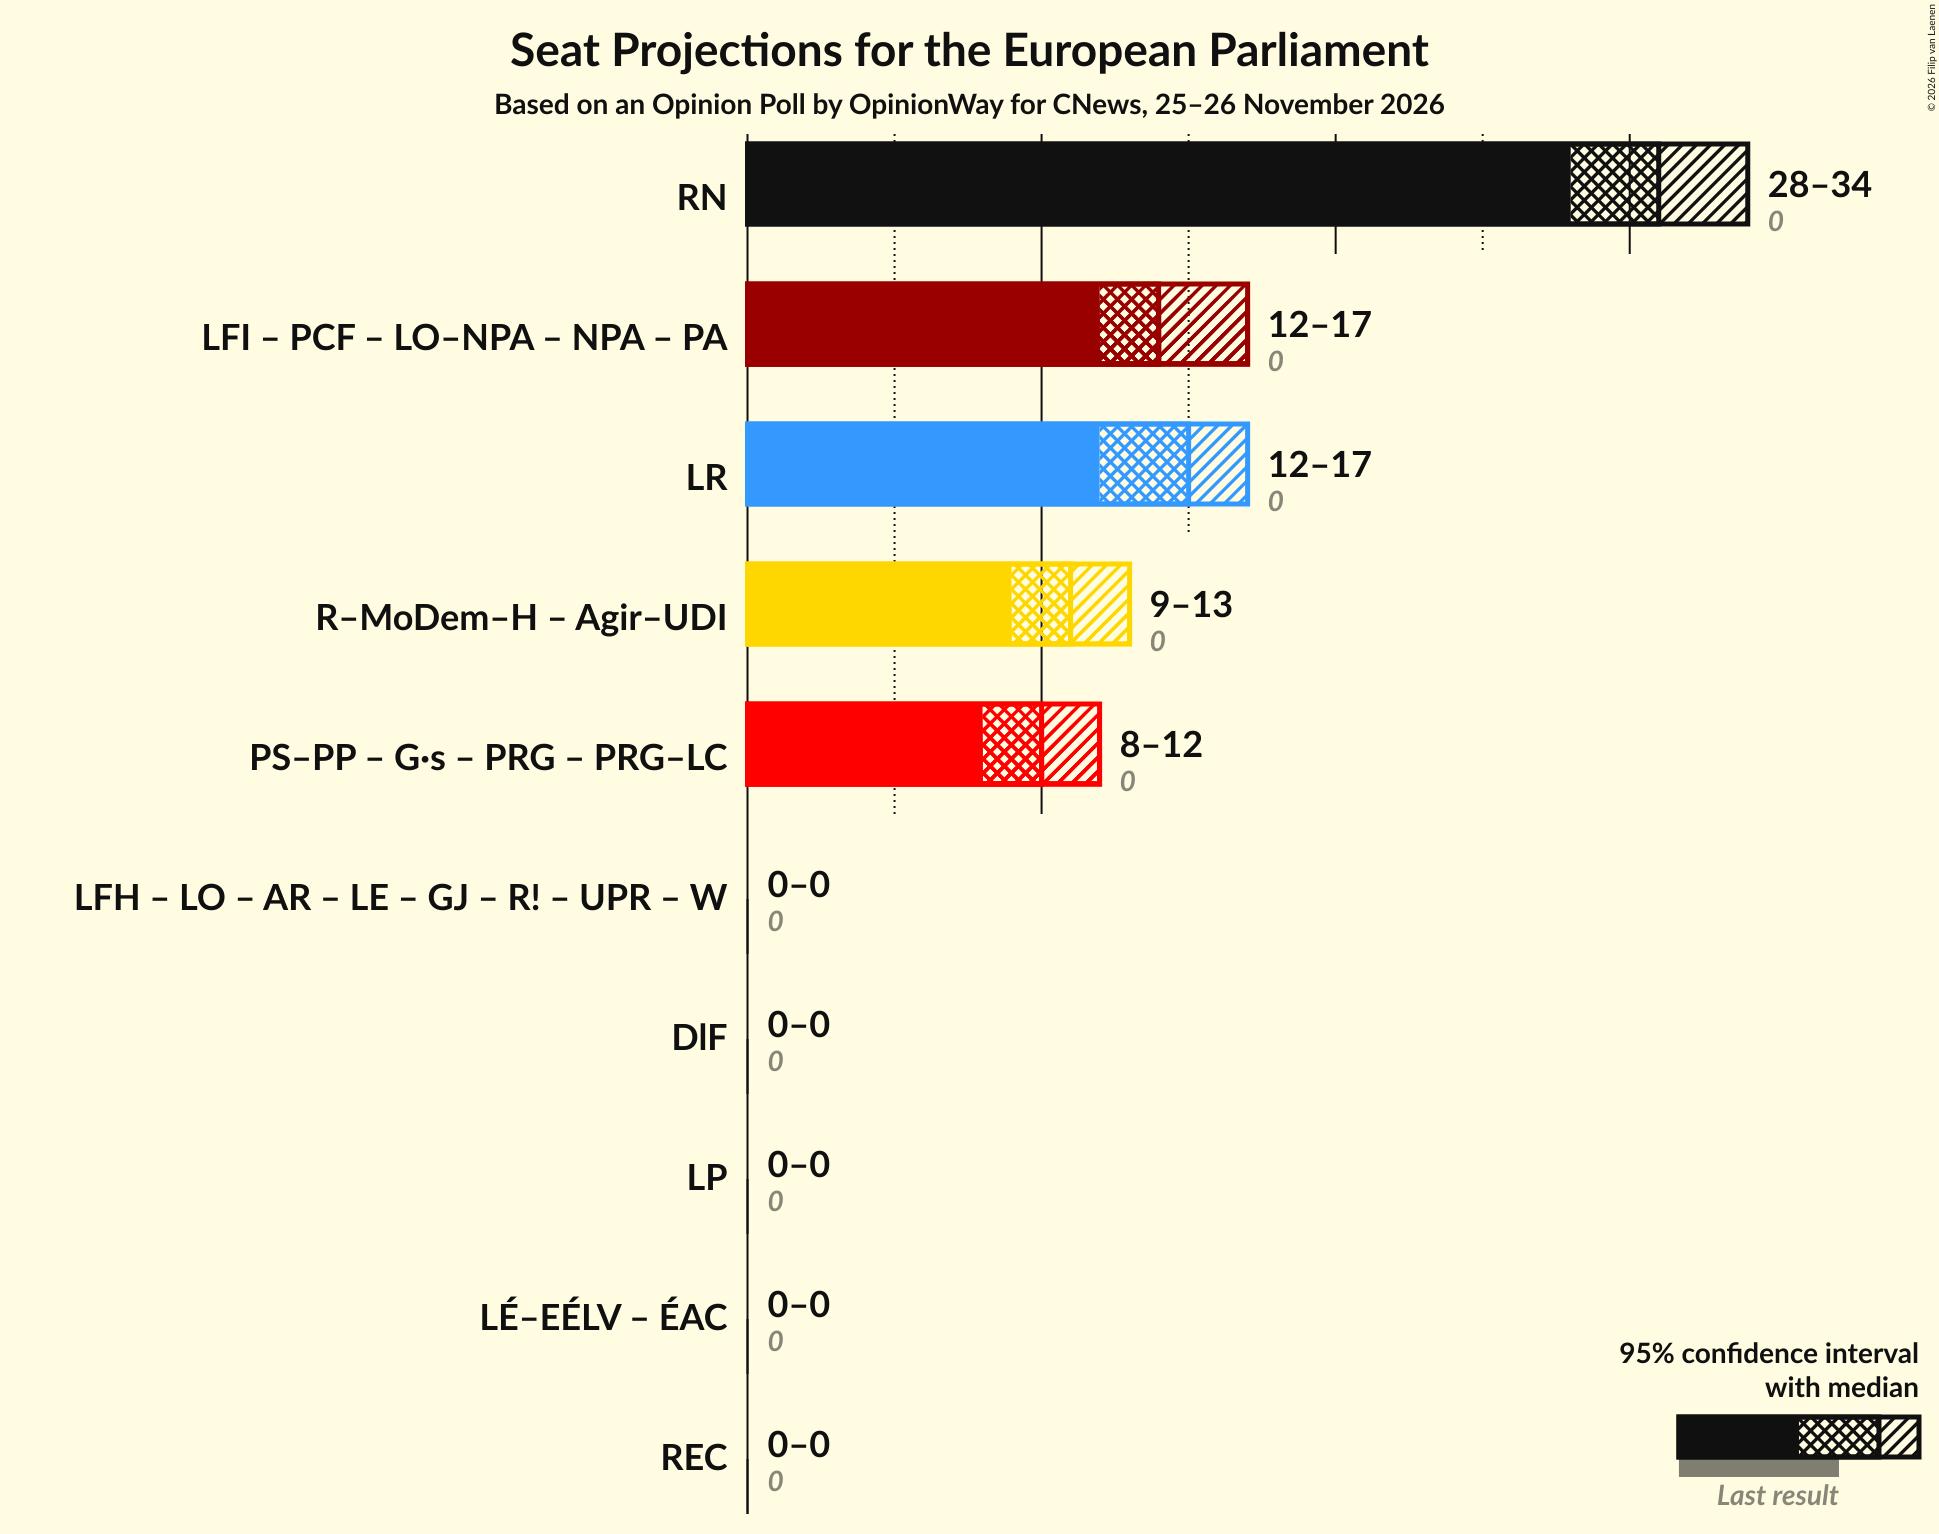 Seat Projections for the European Parliament
Based on an Opinion Poll by OpinionWay for CNews, 25–26 November 2026
© 2026 Filip van Laenen
RN
28–34
0
LFI – PCF – LO–NPA – NPA – PA
12–17
0
LR
12–17
0
R–MoDem–H – Agir–UDI
9–13
0
PS–PP – G·s – PRG – PRG–LC
8–12
0
LFH – LO – AR – LE – GJ – R! – UPR – W
0–0
0
DlF
0–0
0
LP
0–0
0
LÉ–EÉLV – ÉAC
0–0
0
REC
0–0
0
95% confidence interval
with median
Last result